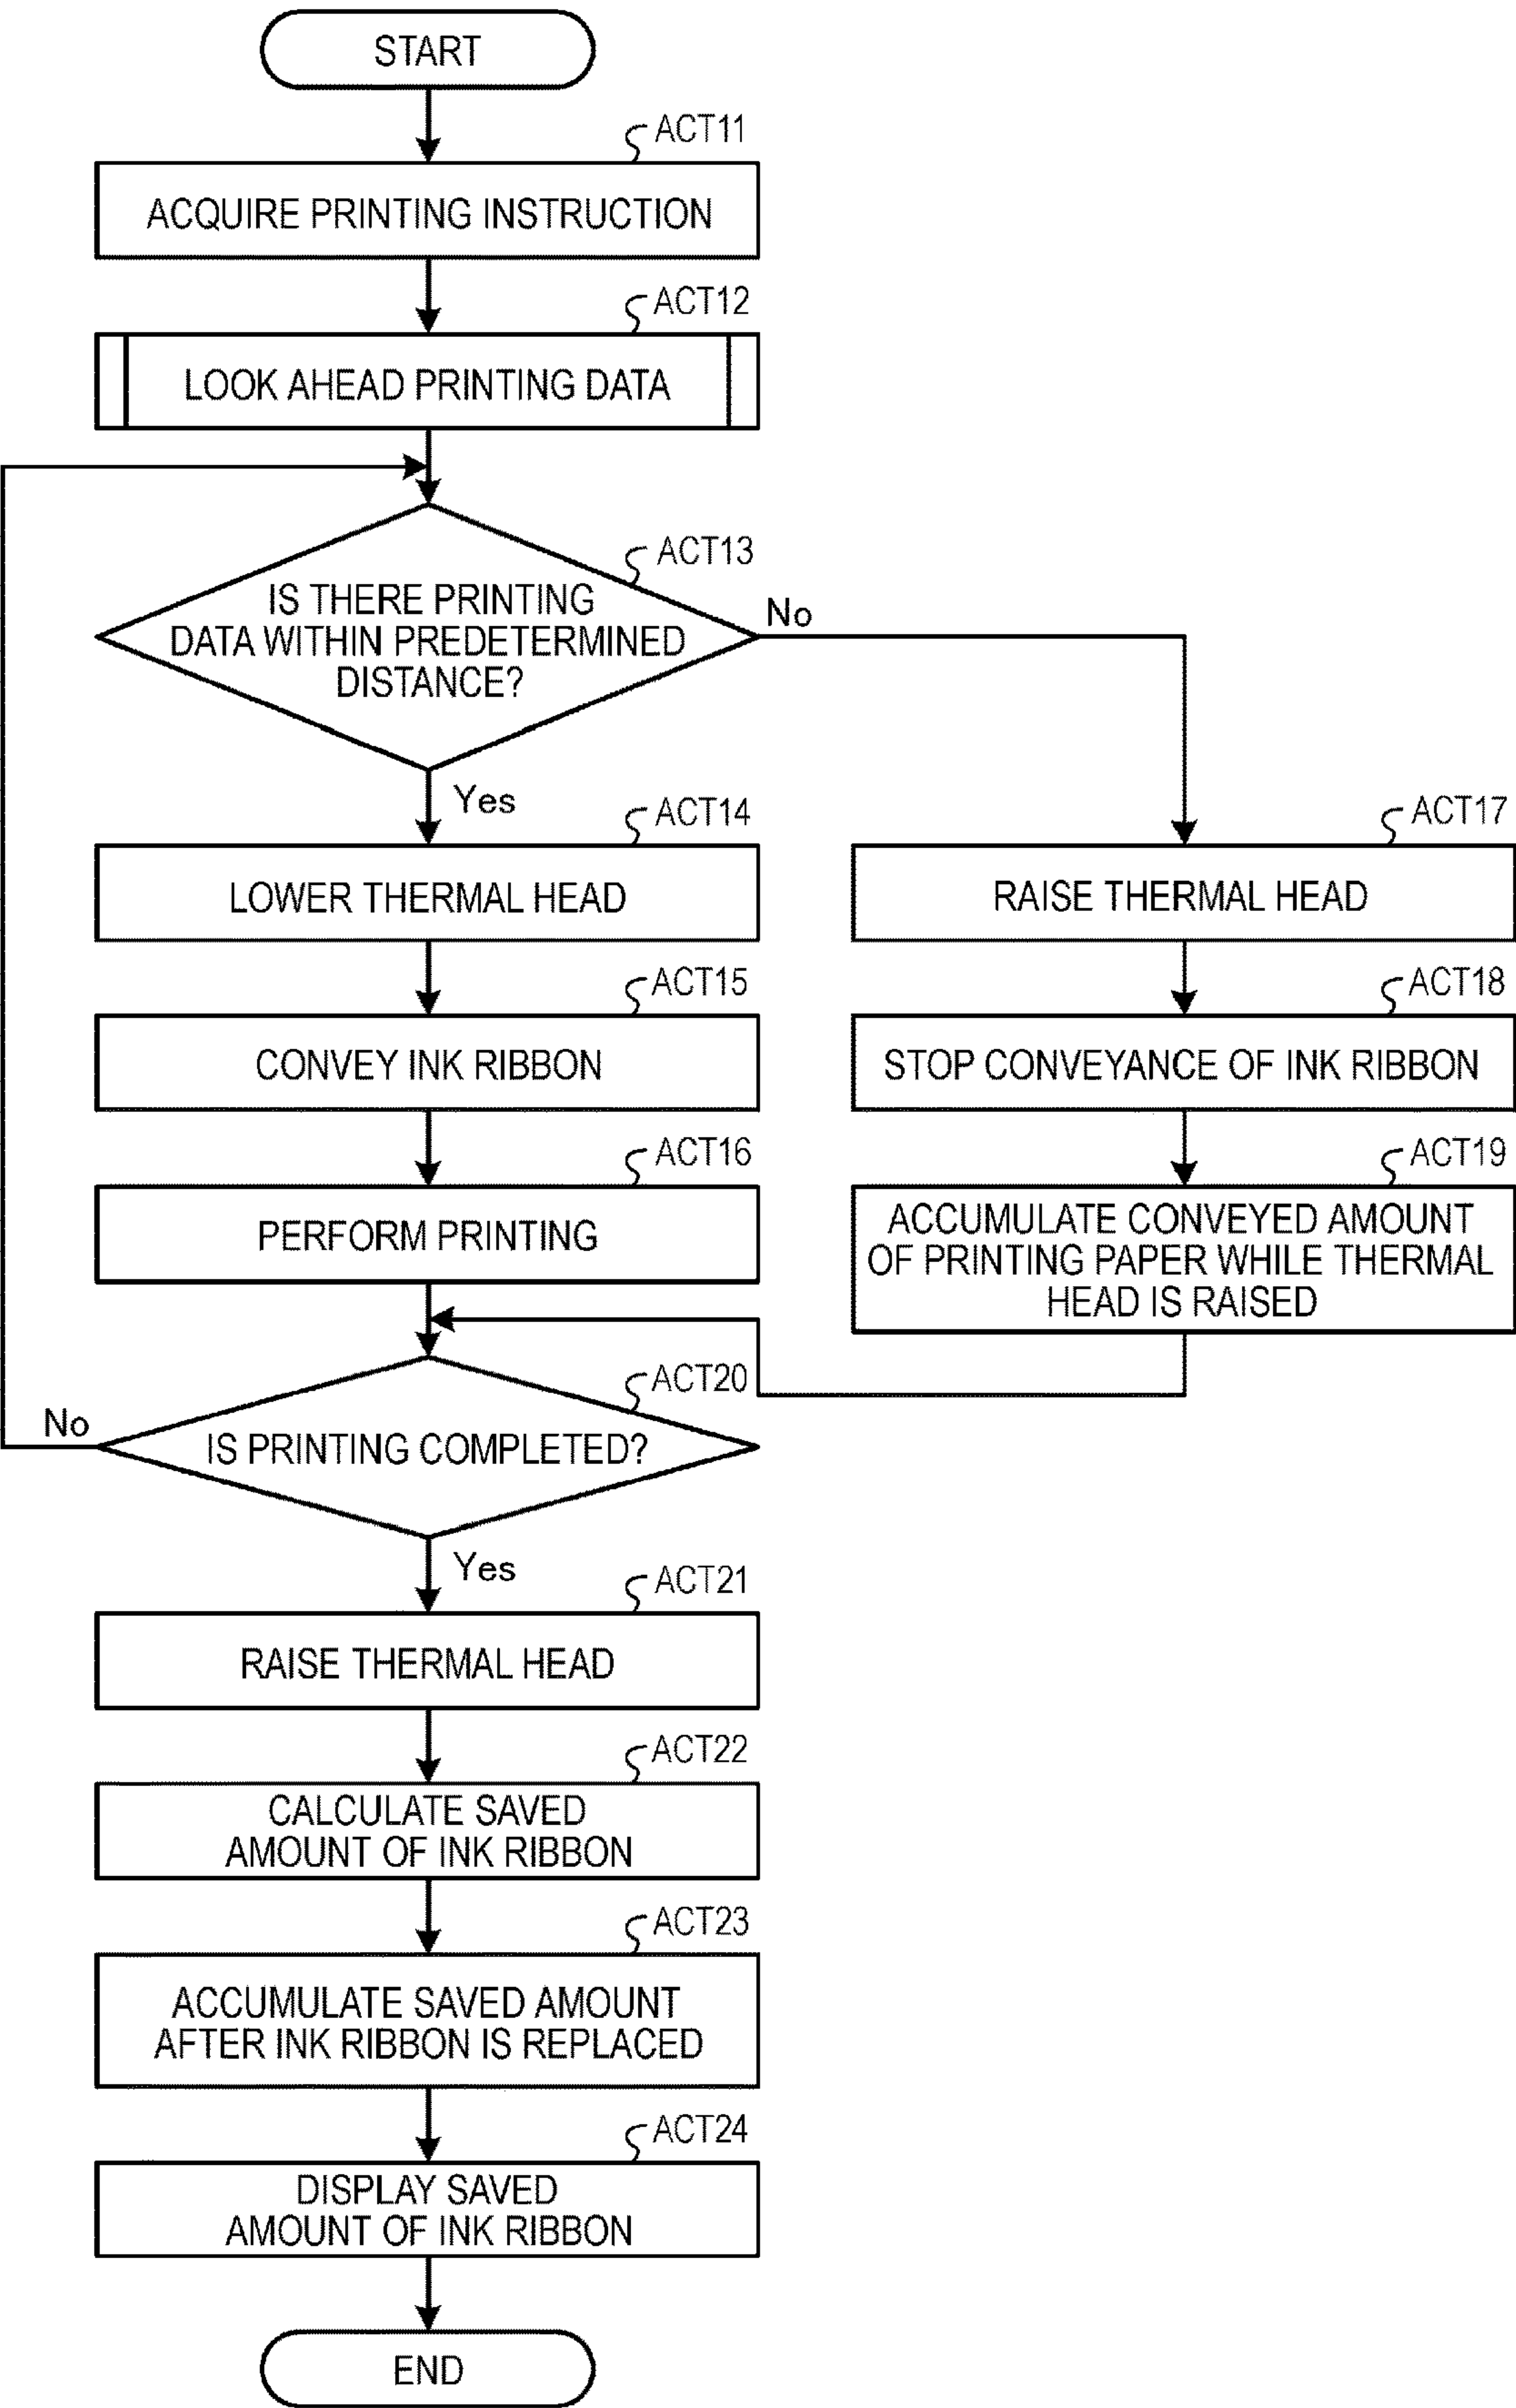 START
ACT11
ACQUIRE PRINTING INSTRUCTION
ACT12
LOOK AHEAD PRINTING DATA
ACT13
IS THERE PRINTING
DATA WITHIN PREDETERMINED
DISTANCE?
No
Yes
ACT14
LOWER THERMAL HEAD
ACT15
CONVEY INK RIBBON
ACT16
PERFORM PRINTING
ACT17
RAISE THERMAL HEAD
ACT18
STOP CONVEYANCE OF INK RIBBON
ACT19
ACCUMULATE CONVEYED AMOUNT
OF PRINTING PAPER WHILE THERMAL
HEAD IS RAISED
ACT20
No
IS PRINTING COMPLETED?
Yes
ACT21
RAISE THERMAL HEAD
ACT22
CALCULATE SAVED
AMOUNT OF INK RIBBON
ACT23
ACCUMULATE SAVED AMOUNT
AFTER INK RIBBON IS REPLACED
ACT24
DISPLAY SAVED
AMOUNT OF INK RIBBON
END